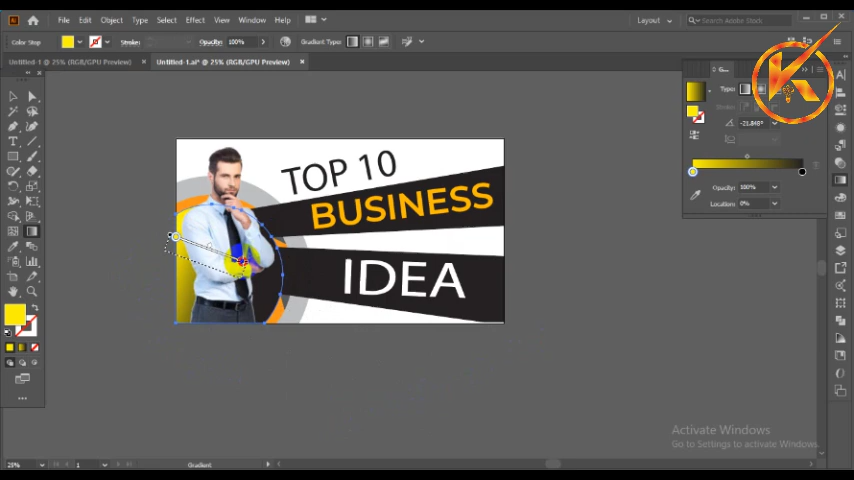 Ai File Edit Object Type Select Effect View Window Help Layout Search Adobe Stock
Color Stop Stroke: Opacity: 100% Gradient Type:
Untitled-1 @ 25% (RGB/GPU Preview) × Untitled-1.ai* @ 25% (RGB/GPU Preview) ×
Type:
K
-21.848°
TOP 10
BUSINESS
IDEA
Opacity: 100%
Location: 0%
Activate Windows
Go to Settings to activate Windows.
1 Gradient